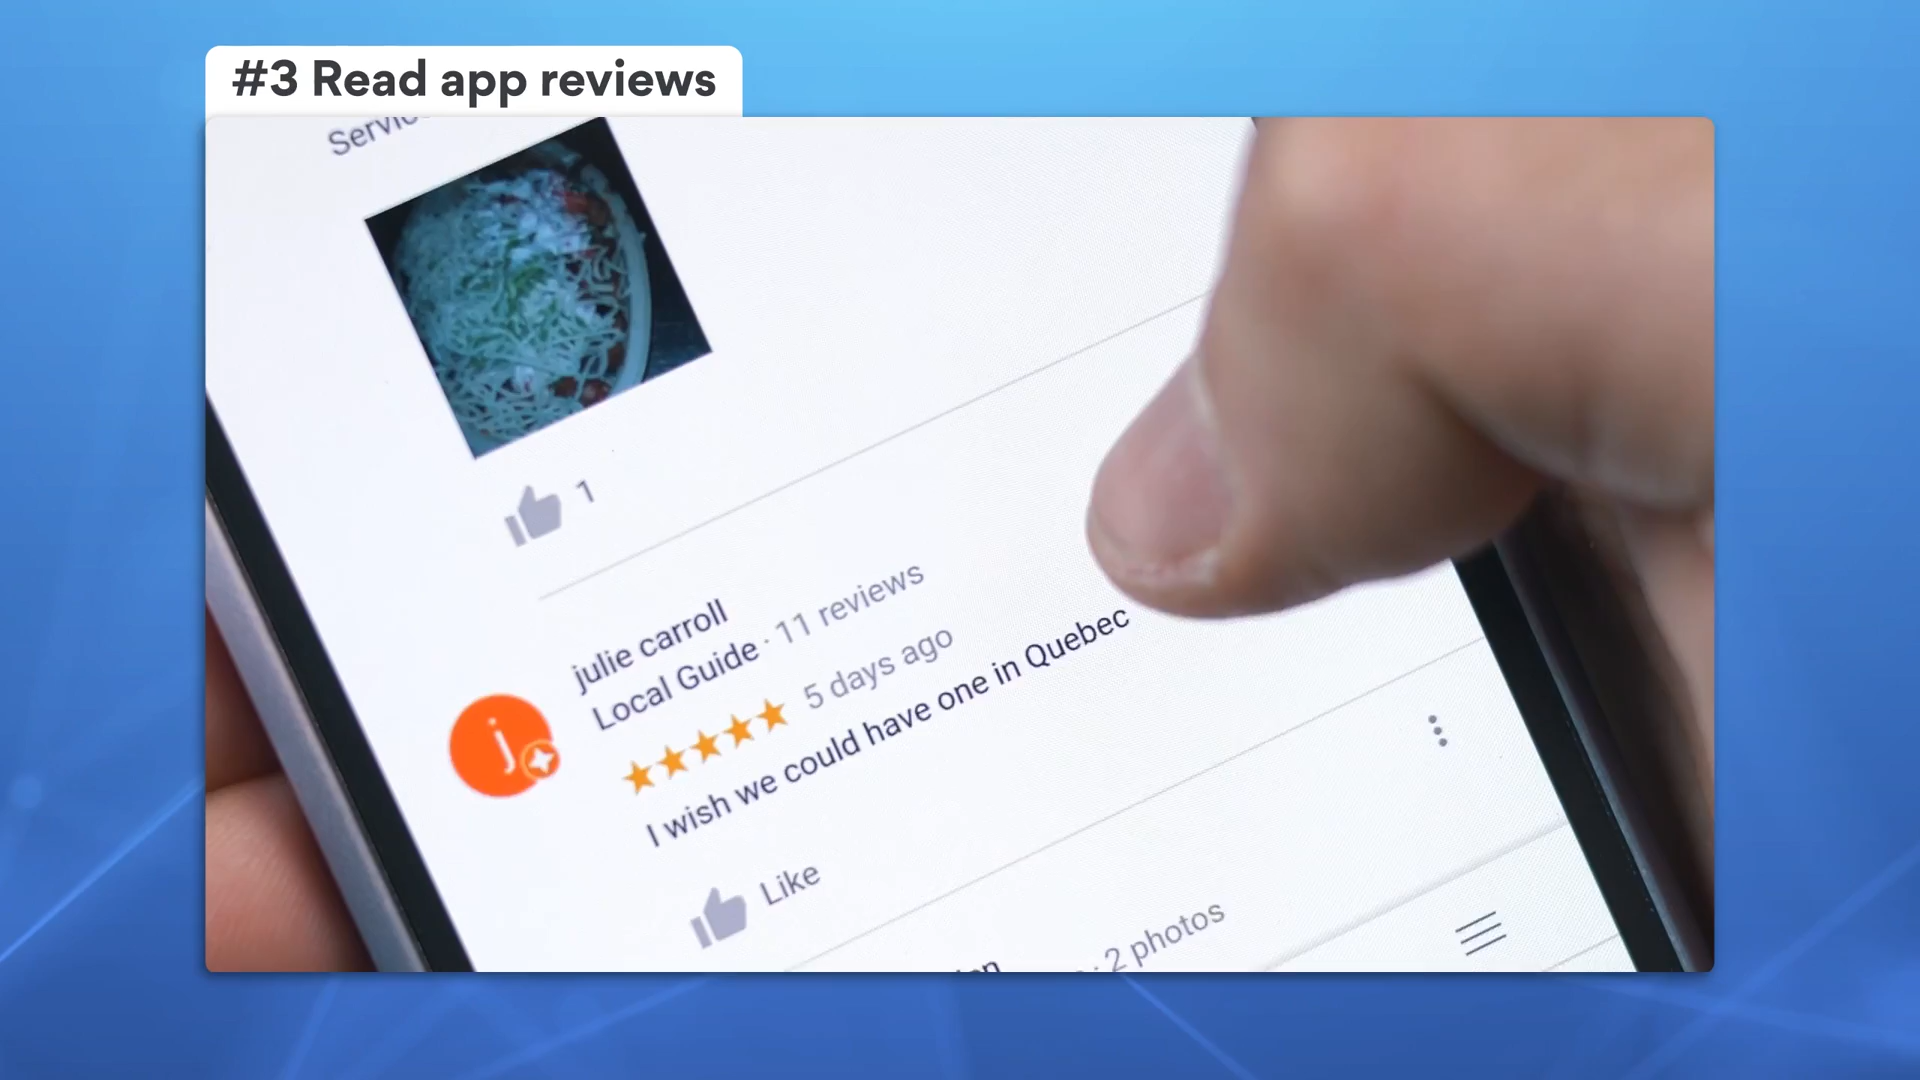 #3 Read app reviews
1
julie carroll
Local Guide · 11 reviews
★★★★★ 5 days ago
I wish we could have one in Quebec
Like
· 2 photos
j